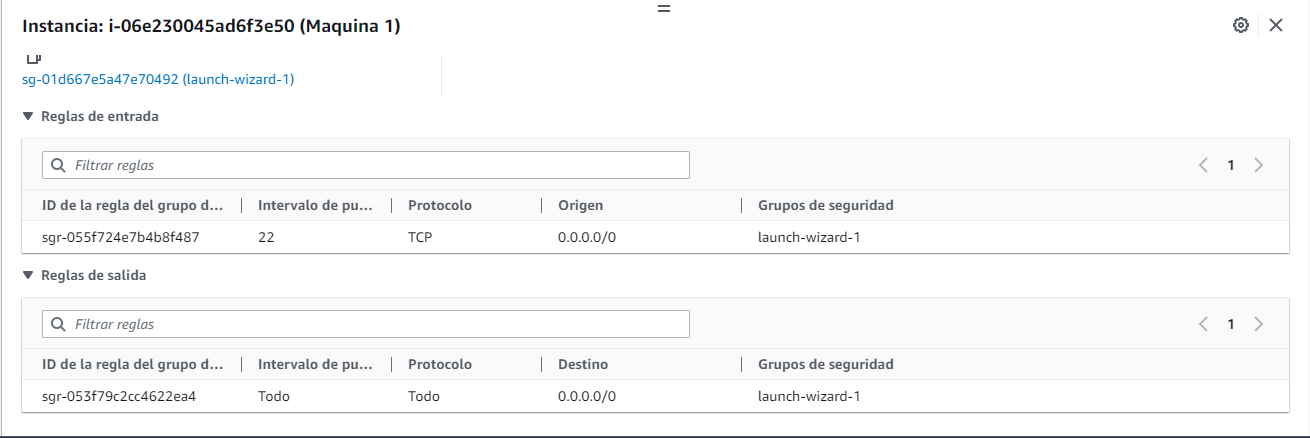 Instancia: i-06e230045ad6f3e50 (Maquina 1)
sg-01d667e5a47e70492 (launch-wizard-1)
Reglas de entrada
Filtrar reglas
1
ID de la regla del grupo d... Intervalo de pu... Protocolo Origen Grupos de seguridad
sgr-055f724e7b4b8f487 22 TCP 0.0.0.0/0 launch-wizard-1
Reglas de salida
Filtrar reglas
1
ID de la regla del grupo d... Intervalo de pu... Protocolo Destino Grupos de seguridad
sgr-053f79c2cc4622ea4 Todo Todo 0.0.0.0/0 launch-wizard-1